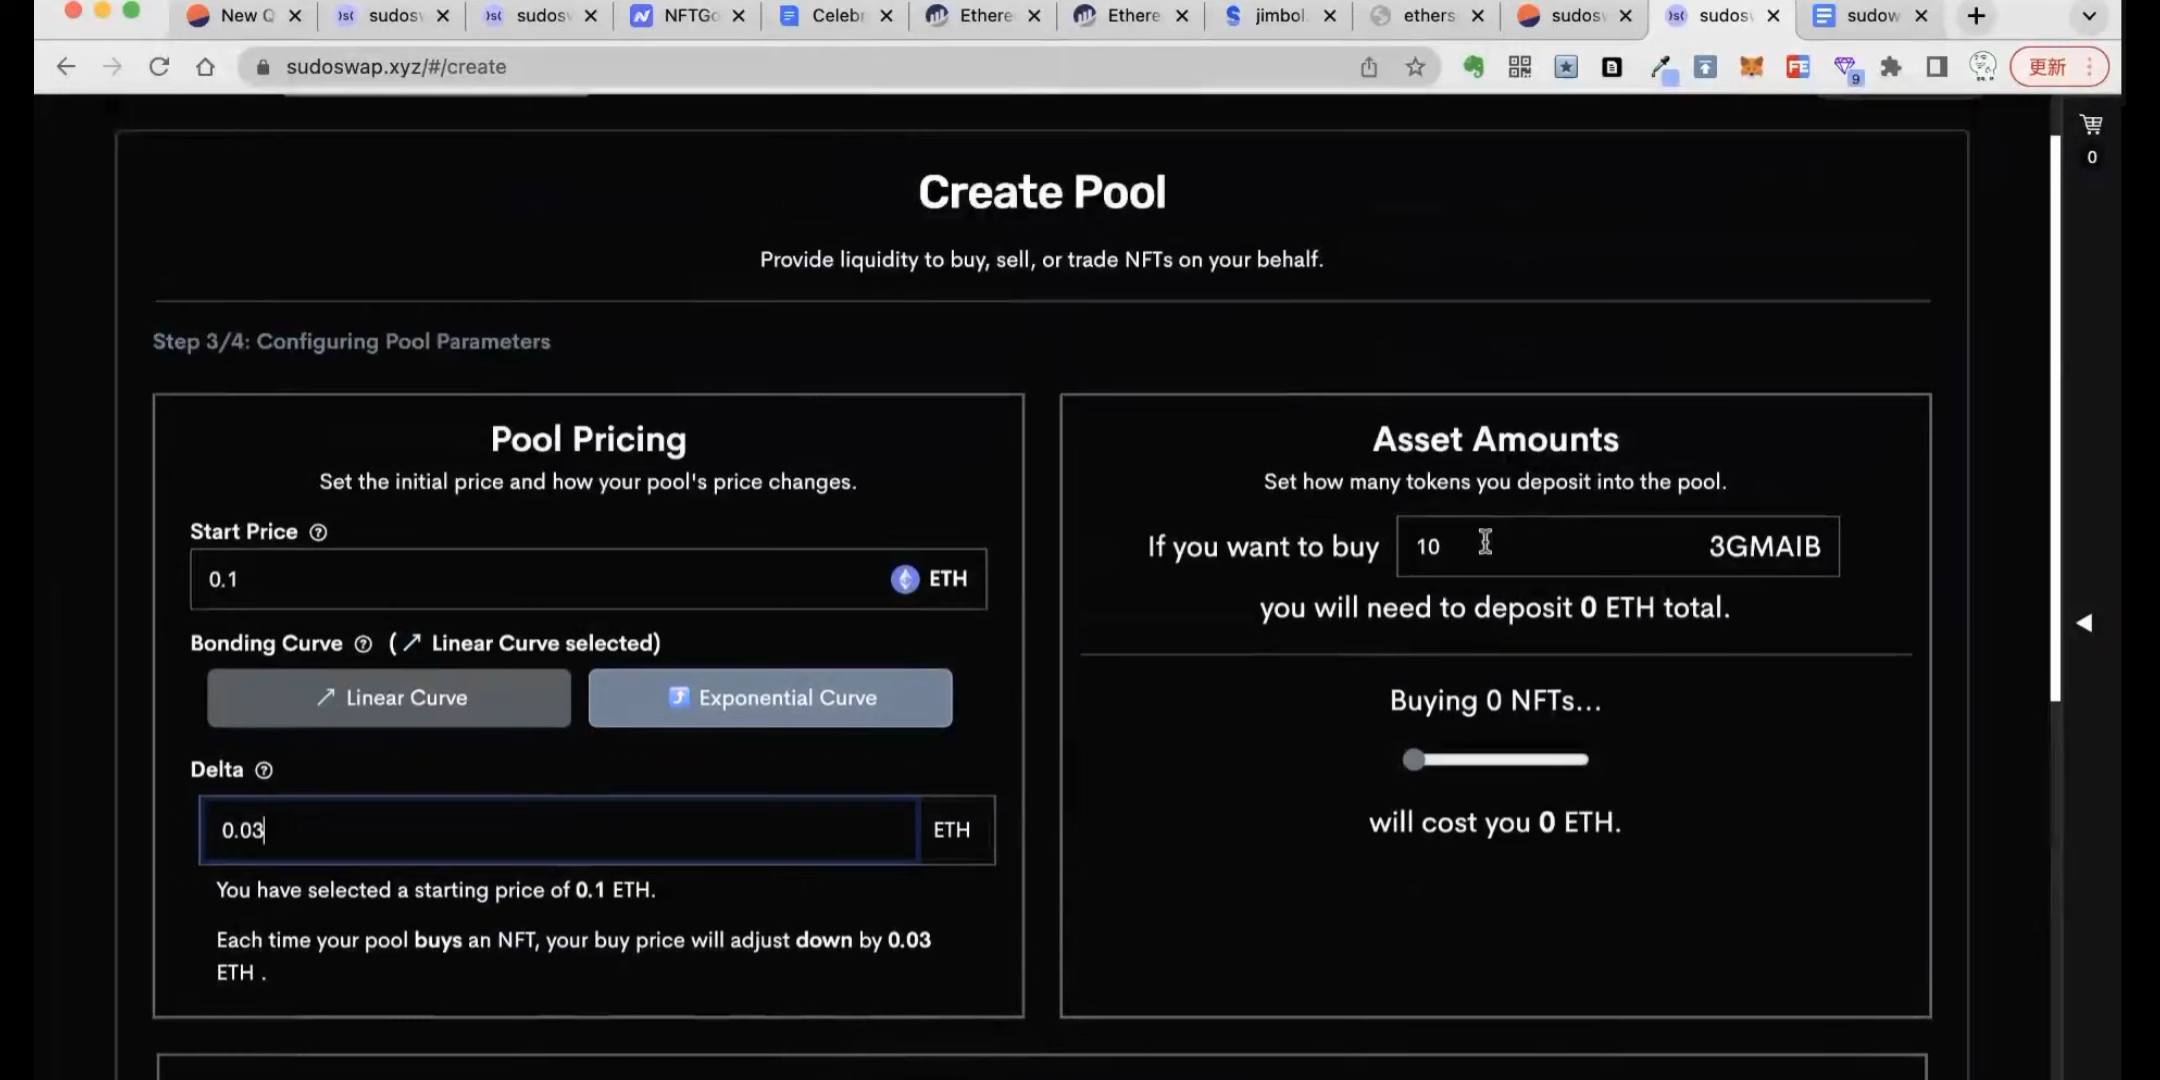 New Q
sudos
sudos
NFTGo
Celebr
Ethere
Ethere
jimbol
ethers
sudos
sudos
sudow
sudoswap.xyz/#/create
FE
9
更新
0
Create Pool
Provide liquidity to buy, sell, or trade NFTs on your behalf.
Step 3/4: Configuring Pool Parameters
Pool Pricing
Set the initial price and how your pool's price changes.
Start Price
0.1 ETH
Bonding Curve ( ↗ Linear Curve selected)
↗ Linear Curve
⤴ Exponential Curve
Delta
0.03 ETH
You have selected a starting price of 0.1 ETH.
Each time your pool buys an NFT, your buy price will adjust down by 0.03
ETH .
Asset Amounts
Set how many tokens you deposit into the pool.
If you want to buy 10 3GMAIB
you will need to deposit 0 ETH total.
Buying 0 NFTs...
will cost you 0 ETH.